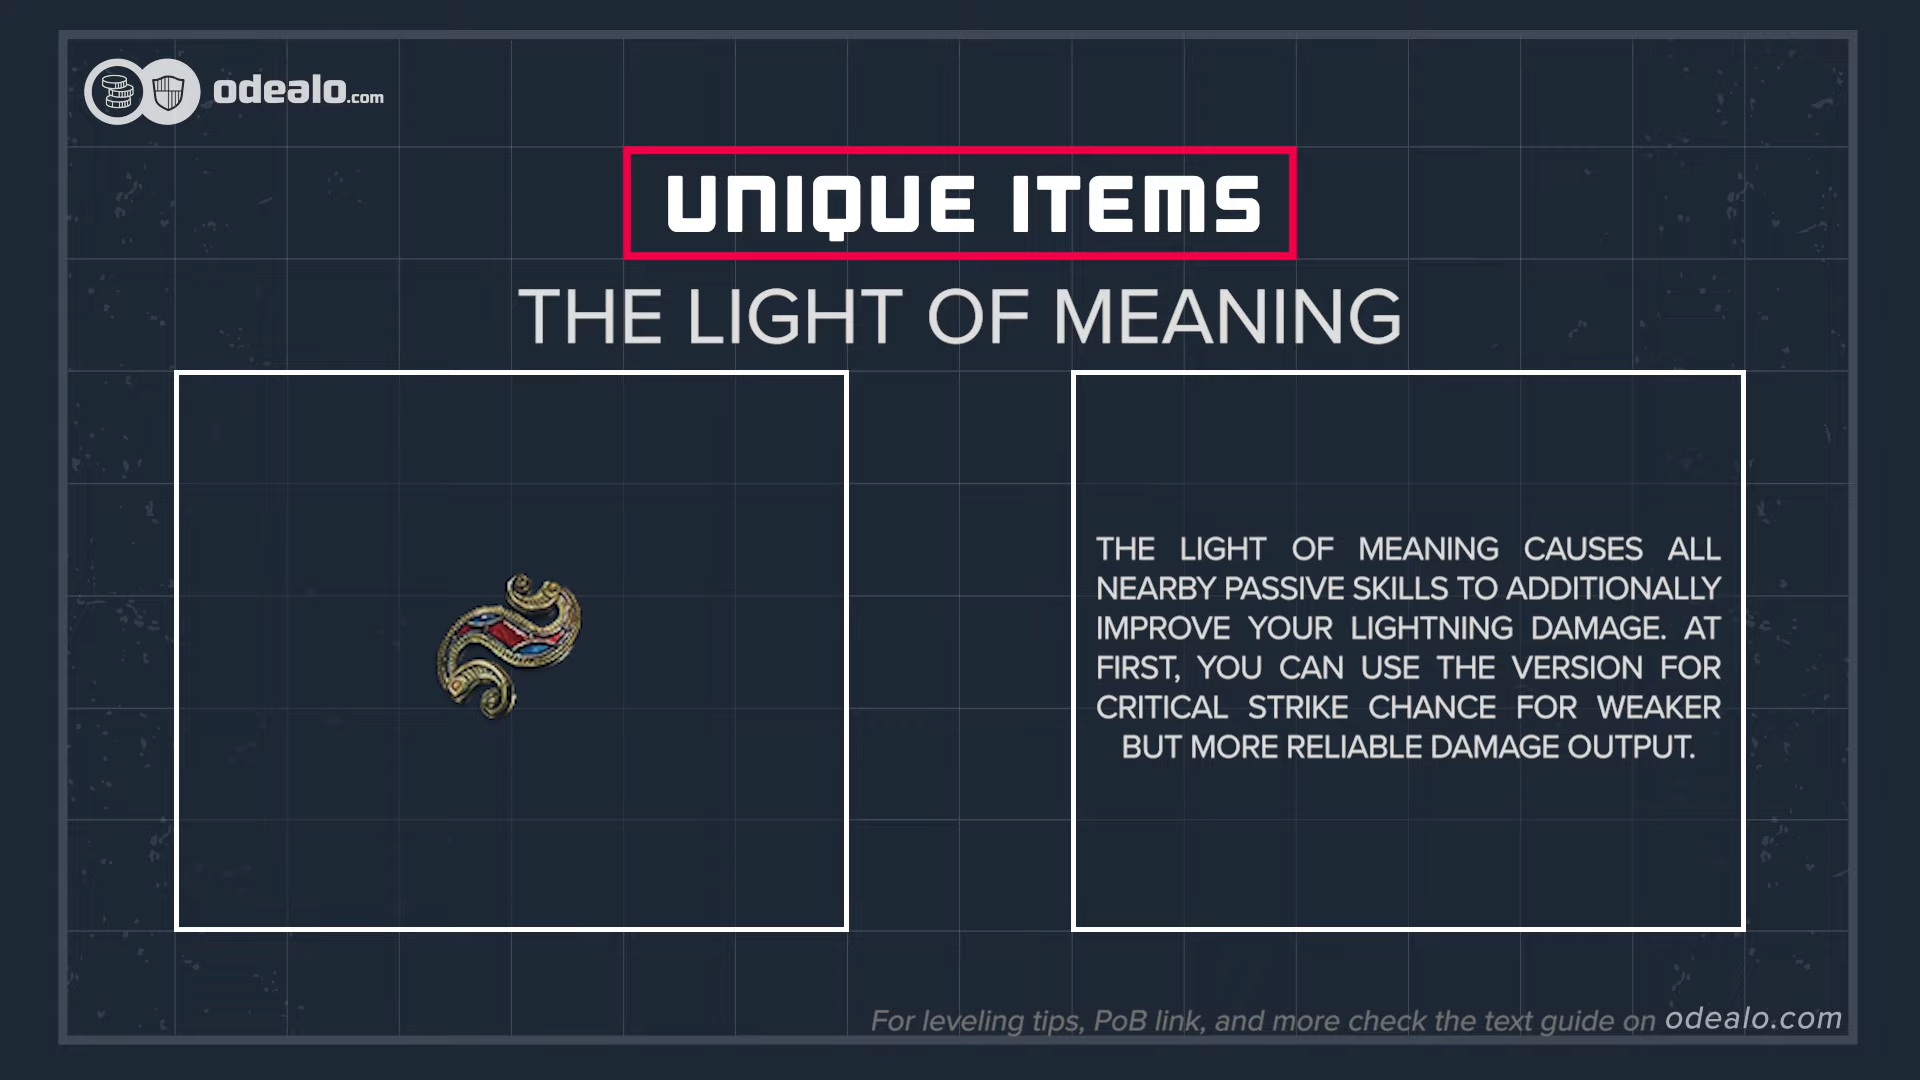 odealo.com
UNIQUE ITEMS
THE LIGHT OF MEANING
THE LIGHT OF MEANING CAUSES ALL
NEARBY PASSIVE SKILLS TO ADDITIONALLY
IMPROVE YOUR LIGHTNING DAMAGE. AT
FIRST, YOU CAN USE THE VERSION FOR
CRITICAL STRIKE CHANCE FOR WEAKER
BUT MORE RELIABLE DAMAGE OUTPUT.
For leveling tips, PoB link, and more check the text guide on odealo.com